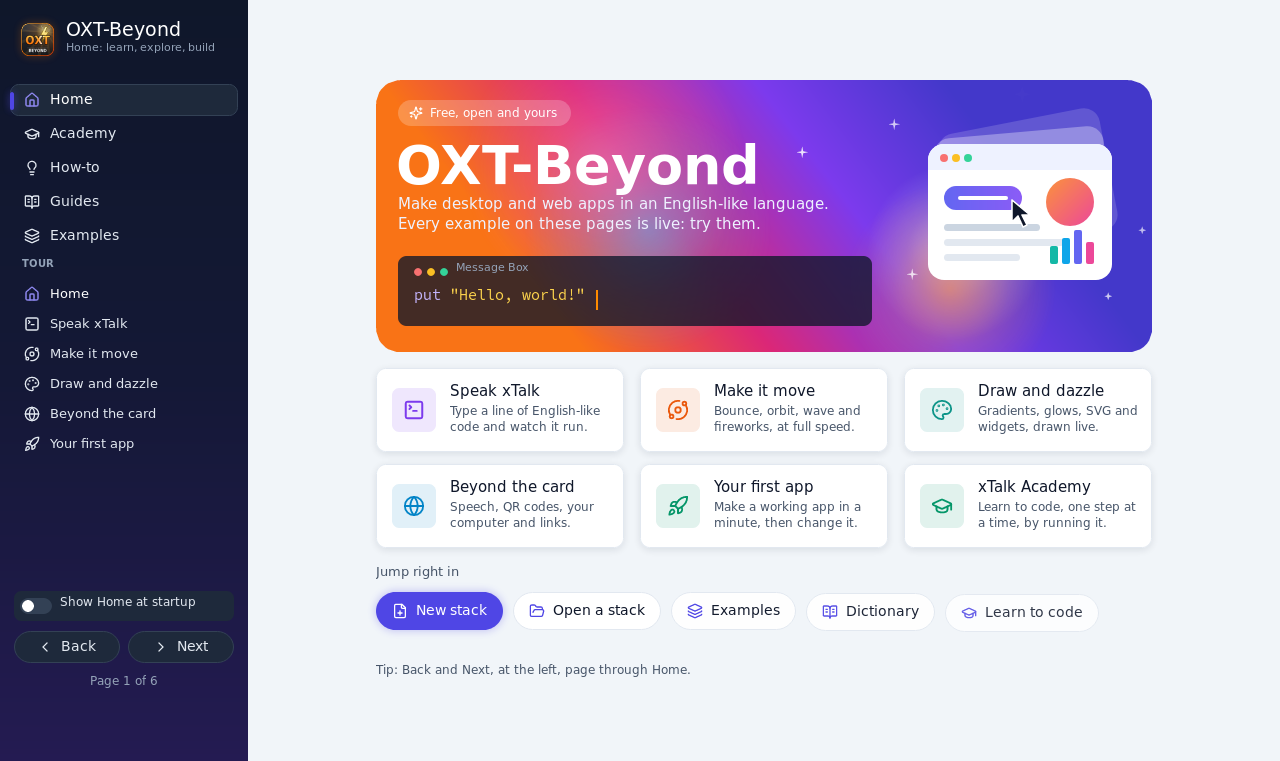 OXT
BEYOND
OXT-Beyond
Home: learn, explore, build
Home
Academy
How-to
Guides
Examples
TOUR
Home
Speak xTalk
Make it move
Draw and dazzle
Beyond the card
Your first app
Show Home at startup
Back
Next
Page 1 of 6
Free, open and yours
OXT-Beyond
Make desktop and web apps in an English-like language.
Every example on these pages is live: try them.
Message Box
put "Hello, world!"
Speak xTalk
Type a line of English-like
code and watch it run.
Make it move
Bounce, orbit, wave and
fireworks, at full speed.
Draw and dazzle
Gradients, glows, SVG and
widgets, drawn live.
Beyond the card
Speech, QR codes, your
computer and links.
Your first app
Make a working app in a
minute, then change it.
xTalk Academy
Learn to code, one step at
a time, by running it.
Jump right in
New stack
Open a stack
Examples
Dictionary
Learn to code
Tip: Back and Next, at the left, page through Home.